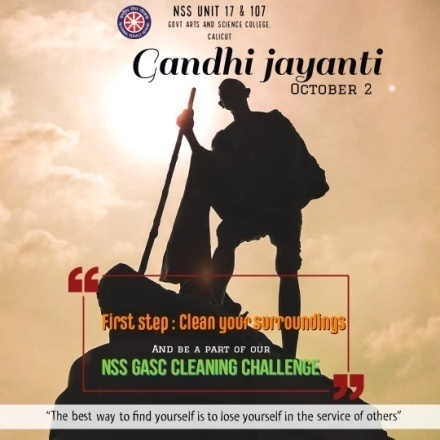 NSS UNIT 17 & 107
GOVT ARTS AND SCIENCE COLLEGE,
CALICUT
Gandhi jayanti
OCTOBER 2
First step : Clean your surroundings
AND BE A PART OF OUR
NSS GASC CLEANING CHALLENGE
"The best way to find yourself is to lose yourself in the service of others"